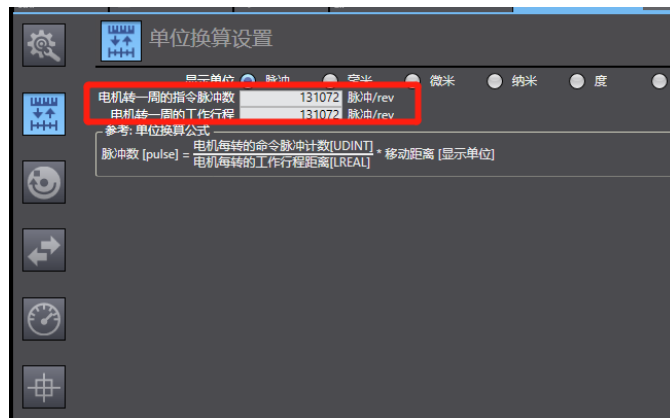 单位换算设置
显示单位 脉冲 毫米 微米 纳米 度
电机转一周的指令脉冲数 131072 脉冲/rev
电机转一周的工作行程 131072 脉冲/rev
参考: 单位换算公式
脉冲数 [pulse] = 电机每转的命令脉冲计数[UDINT] * 移动距离 [显示单位]
电机每转的工作行程距离[LREAL]